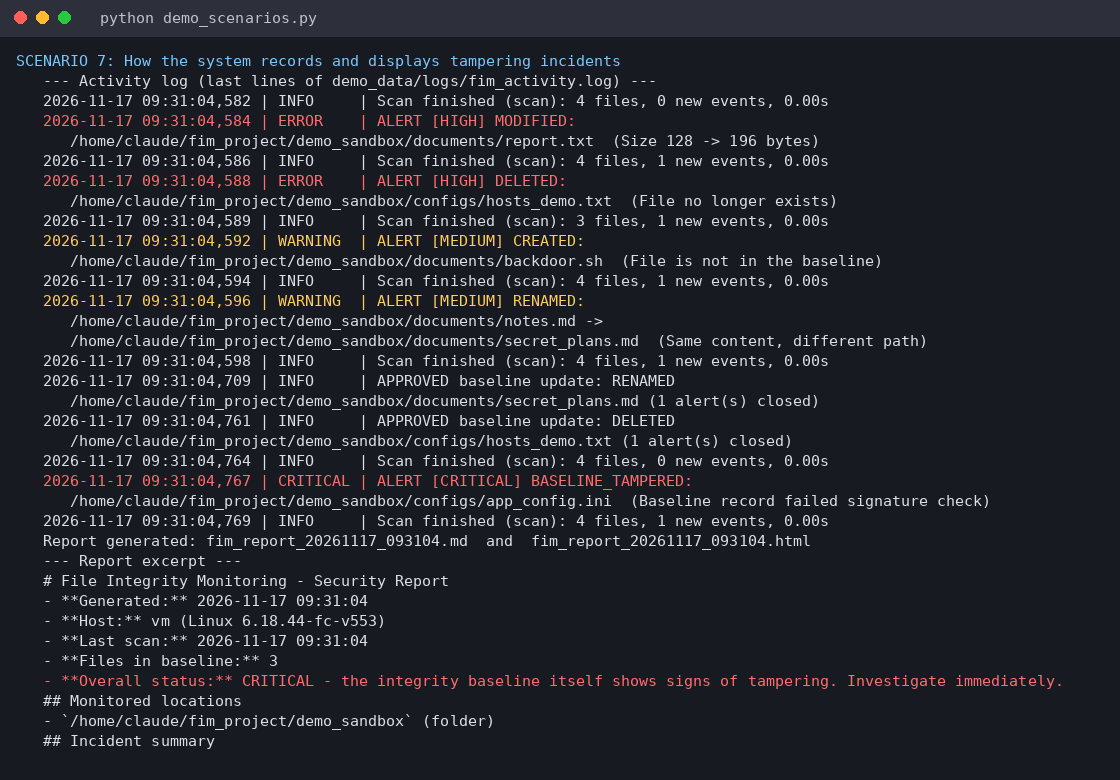 python demo_scenarios.py
SCENARIO 7: How the system records and displays tampering incidents
--- Activity log (last lines of demo_data/logs/fim_activity.log) ---
2026-11-17 09:31:04,582 | INFO     | Scan finished (scan): 4 files, 0 new events, 0.00s
2026-11-17 09:31:04,584 | ERROR    | ALERT [HIGH] MODIFIED:
/home/claude/fim_project/demo_sandbox/documents/report.txt  (Size 128 -> 196 bytes)
2026-11-17 09:31:04,586 | INFO     | Scan finished (scan): 4 files, 1 new events, 0.00s
2026-11-17 09:31:04,588 | ERROR    | ALERT [HIGH] DELETED:
/home/claude/fim_project/demo_sandbox/configs/hosts_demo.txt  (File no longer exists)
2026-11-17 09:31:04,589 | INFO     | Scan finished (scan): 3 files, 1 new events, 0.00s
2026-11-17 09:31:04,592 | WARNING  | ALERT [MEDIUM] CREATED:
/home/claude/fim_project/demo_sandbox/documents/backdoor.sh  (File is not in the baseline)
2026-11-17 09:31:04,594 | INFO     | Scan finished (scan): 4 files, 1 new events, 0.00s
2026-11-17 09:31:04,596 | WARNING  | ALERT [MEDIUM] RENAMED:
/home/claude/fim_project/demo_sandbox/documents/notes.md ->
/home/claude/fim_project/demo_sandbox/documents/secret_plans.md  (Same content, different path)
2026-11-17 09:31:04,598 | INFO     | Scan finished (scan): 4 files, 1 new events, 0.00s
2026-11-17 09:31:04,709 | INFO     | APPROVED baseline update: RENAMED
/home/claude/fim_project/demo_sandbox/documents/secret_plans.md (1 alert(s) closed)
2026-11-17 09:31:04,761 | INFO     | APPROVED baseline update: DELETED
/home/claude/fim_project/demo_sandbox/configs/hosts_demo.txt (1 alert(s) closed)
2026-11-17 09:31:04,764 | INFO     | Scan finished (scan): 4 files, 0 new events, 0.00s
2026-11-17 09:31:04,767 | CRITICAL | ALERT [CRITICAL] BASELINE_TAMPERED:
/home/claude/fim_project/demo_sandbox/configs/app_config.ini  (Baseline record failed signature check)
2026-11-17 09:31:04,769 | INFO     | Scan finished (scan): 4 files, 1 new events, 0.00s
Report generated: fim_report_20261117_093104.md  and  fim_report_20261117_093104.html
--- Report excerpt ---
# File Integrity Monitoring - Security Report
- **Generated:** 2026-11-17 09:31:04
- **Host:** vm (Linux 6.18.44-fc-v553)
- **Last scan:** 2026-11-17 09:31:04
- **Files in baseline:** 3
- **Overall status:** CRITICAL - the integrity baseline itself shows signs of tampering. Investigate immediately.
## Monitored locations
- `/home/claude/fim_project/demo_sandbox` (folder)
## Incident summary